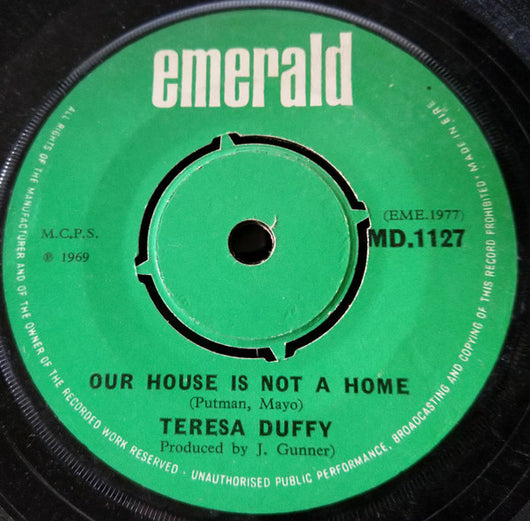 emerald
ALL RIGHTS OF THE MANUFACTURER AND OF THE OWNER OF THE RECORDED WORK RESERVED · UNAUTHORISED PUBLIC PERFORMANCE, BROADCASTING AND COPYING OF THIS RECORD PROHIBITED · MADE IN EIRE
M.C.P.S.
℗ 1969
(EME.1977)
MD.1127
OUR HOUSE IS NOT A HOME
(Putman, Mayo)
TERESA DUFFY
Produced by J. Gunner)